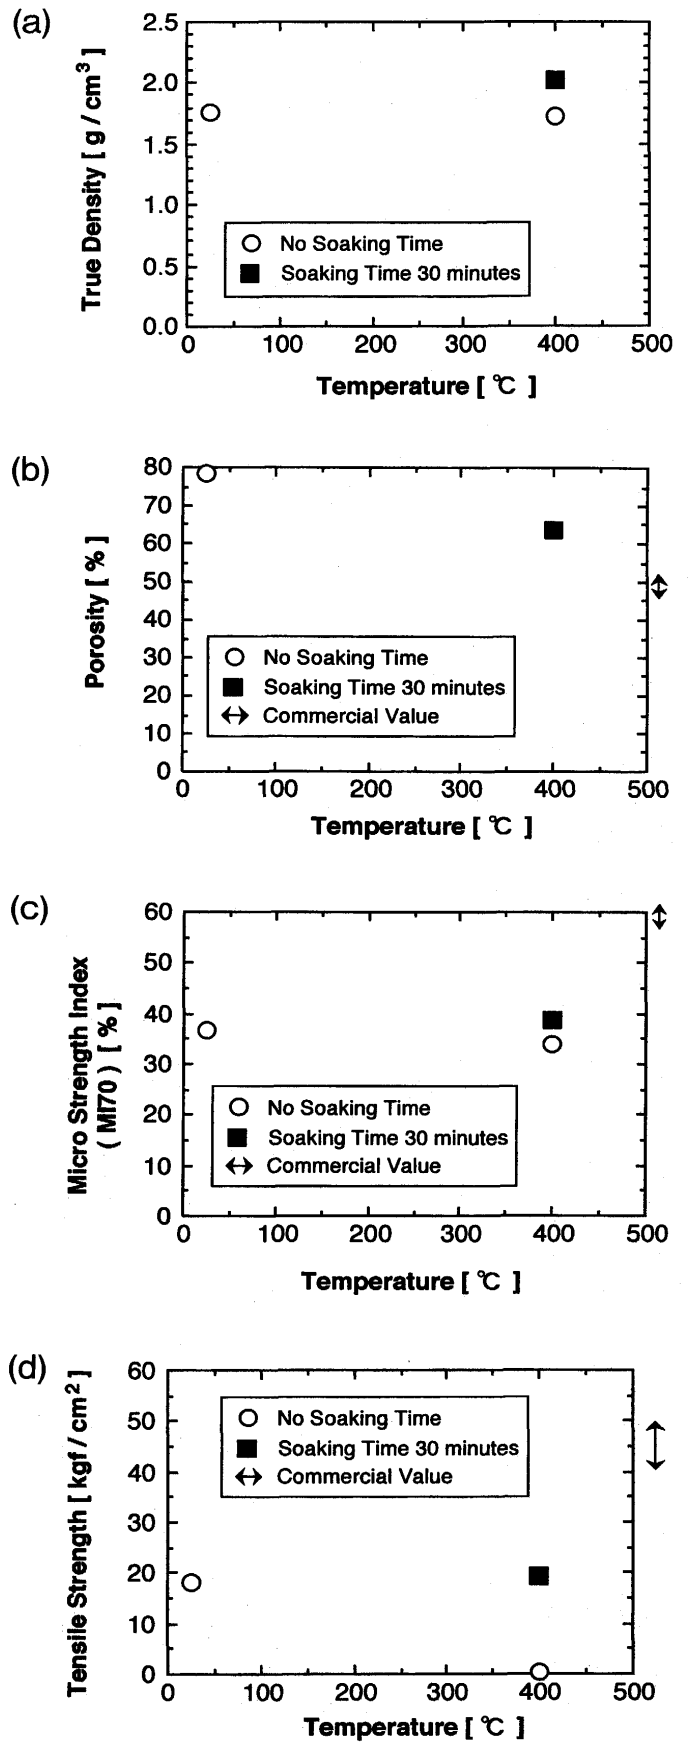 (a)
True Density [ g / cm³ ]
2.5
2.0
1.5
1.0
0.5
0.0
No Soaking Time
Soaking Time 30 minutes
0 100 200 300 400 500
Temperature [ ℃ ]
(b)
Porosity [ % ]
80
70
60
50
40
30
20
10
0
No Soaking Time
Soaking Time 30 minutes
Commercial Value
0 100 200 300 400 500
Temperature [ ℃ ]
(c)
Micro Strength Index
( MI70 ) [ % ]
60
50
40
30
20
10
0
No Soaking Time
Soaking Time 30 minutes
Commercial Value
0 100 200 300 400 500
Temperature [ ℃ ]
(d)
Tensile Strength [ kgf / cm² ]
60
50
40
30
20
10
0
No Soaking Time
Soaking Time 30 minutes
Commercial Value
0 100 200 300 400 500
Temperature [ ℃ ]